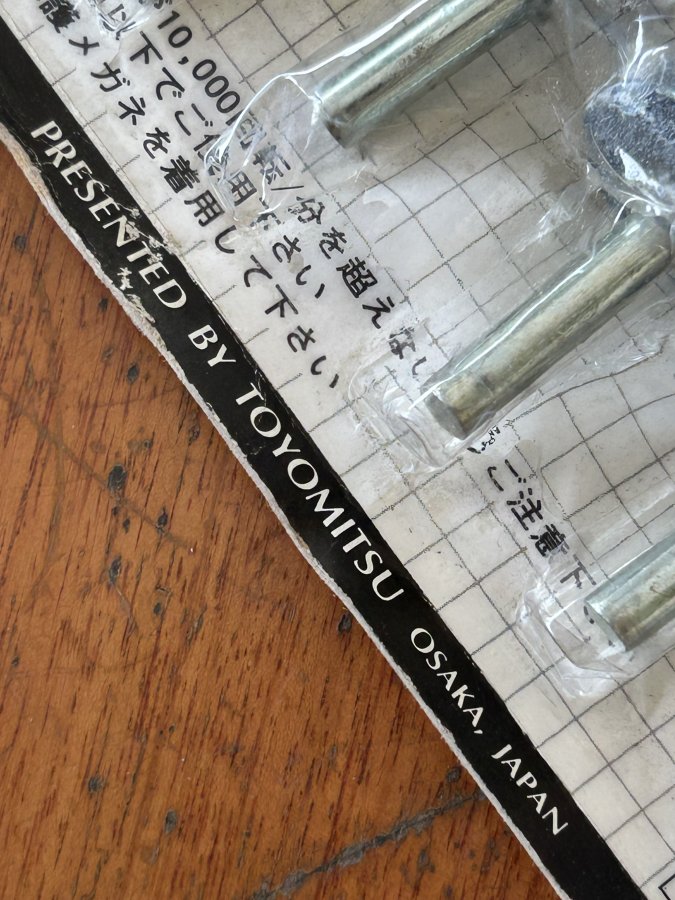 10,000回転/分を超えない
以下でご使用下さい
護メガネを着用して下さい
ご注意下
PRESENTED BY TOYOMITSU OSAKA, JAPAN